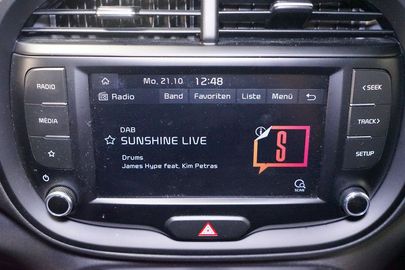 Mo, 21.10 12:48
RADIO
Radio Band Favoriten Liste Menü
< SEEK
DAB
SUNSHINE LIVE
MEDIA
TRACK >
Drums
James Hype feat. Kim Petras
S
SETUP
SCAN